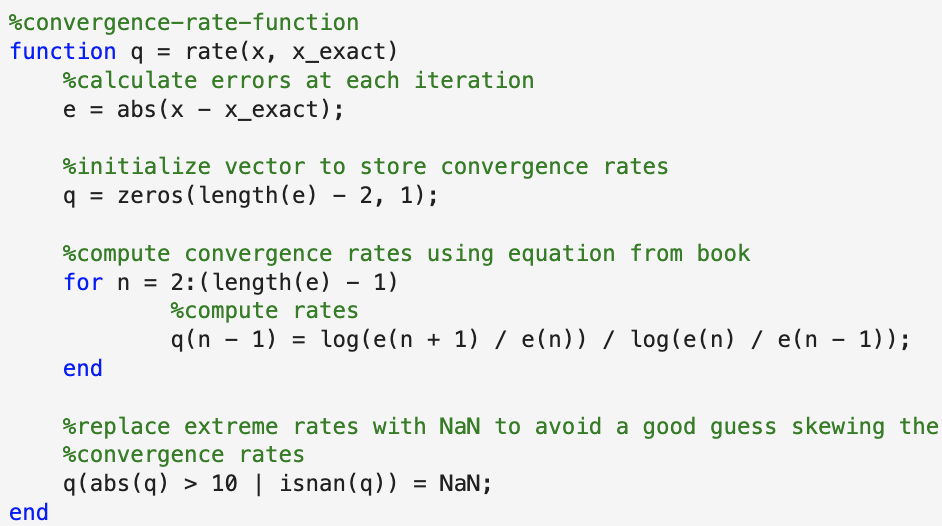 %convergence-rate-function
function q = rate(x, x_exact)
    %calculate errors at each iteration
    e = abs(x - x_exact);

    %initialize vector to store convergence rates
    q = zeros(length(e) - 2, 1);

    %compute convergence rates using equation from book
    for n = 2:(length(e) - 1)
            %compute rates
            q(n - 1) = log(e(n + 1) / e(n)) / log(e(n) / e(n - 1));
    end

    %replace extreme rates with NaN to avoid a good guess skewing the
    %convergence rates
    q(abs(q) > 10 | isnan(q)) = NaN;
end